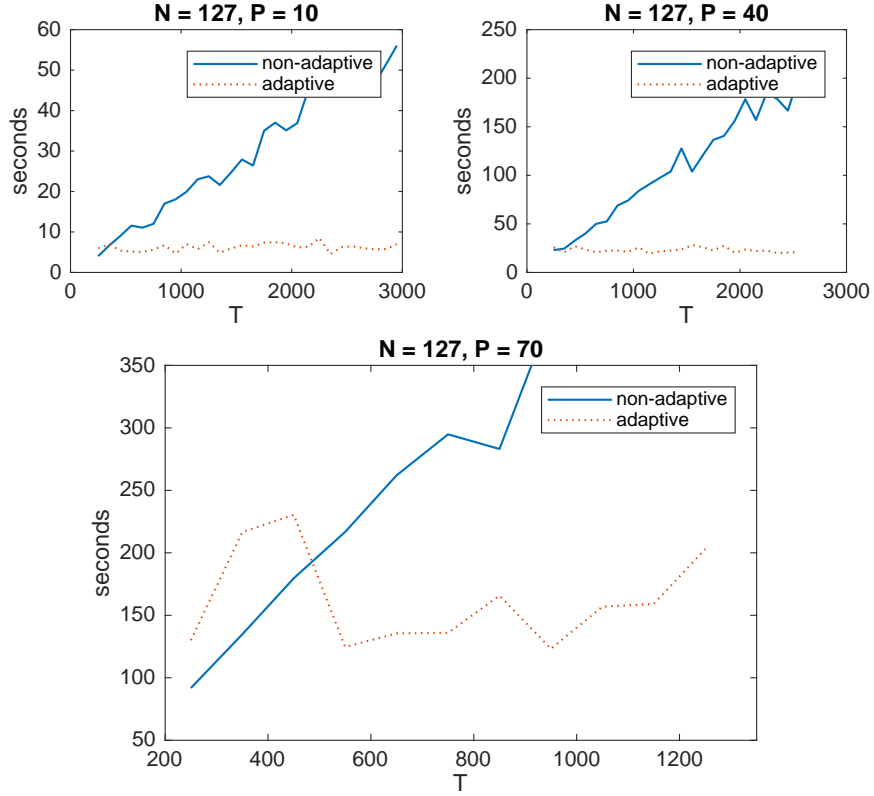 N = 127, P = 10
60
50
40
30
20
10
0
seconds
non-adaptive
adaptive
0 1000 2000 3000
T
N = 127, P = 40
250
200
150
100
50
0
seconds
non-adaptive
adaptive
0 1000 2000 3000
T
N = 127, P = 70
350
300
250
200
150
100
50
seconds
non-adaptive
adaptive
200 400 600 800 1000 1200
T